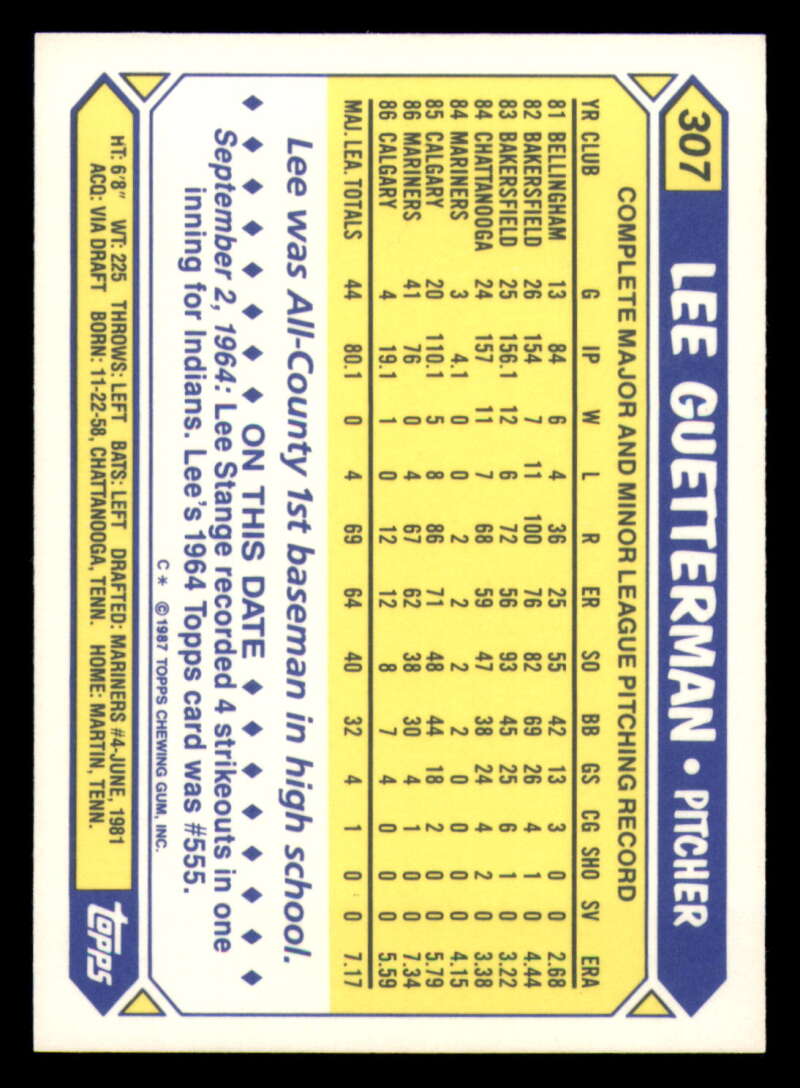 307 LEE GUETTERMAN • PITCHER
COMPLETE MAJOR AND MINOR LEAGUE PITCHING RECORD
YR CLUB G IP W L R ER SO BB GS CG SHO SV ERA
81 BELLINGHAM 13 84 6 4 36 25 55 42 13 3 0 0 2.68
82 BAKERSFIELD 26 154 7 11 100 76 82 69 26 4 1 0 4.44
83 BAKERSFIELD 25 156.1 12 6 72 56 93 45 25 6 1 0 3.22
84 CHATTANOOGA 24 157 11 7 68 59 47 38 24 4 2 0 3.38
84 MARINERS 3 4.1 0 0 2 2 2 2 0 0 0 0 4.15
85 CALGARY 20 110.1 5 8 86 71 48 44 18 2 0 0 5.79
86 MARINERS 41 76 0 4 67 62 38 30 4 1 0 0 7.34
86 CALGARY 4 19.1 1 0 12 12 8 7 4 0 0 0 5.59
MAJ. LEA. TOTALS 44 80.1 0 4 69 64 40 32 4 1 0 0 7.17
Lee was All-County 1st baseman in high school.
♦ ♦ ♦ ♦ ♦ ♦ ♦ ♦ ON THIS DATE ♦ ♦ ♦ ♦ ♦ ♦ ♦ ♦
September 2, 1964: Lee Stange recorded 4 strikeouts in one
inning for Indians. Lee's 1964 Topps card was #555.
C* ©1987 TOPPS CHEWING GUM, INC.
HT: 6'8" WT: 225 THROWS: LEFT BATS: LEFT DRAFTED: MARINERS #4-JUNE, 1981
ACQ: VIA DRAFT BORN: 11-22-58, CHATTANOOGA, TENN. HOME: MARTIN, TENN.
topps